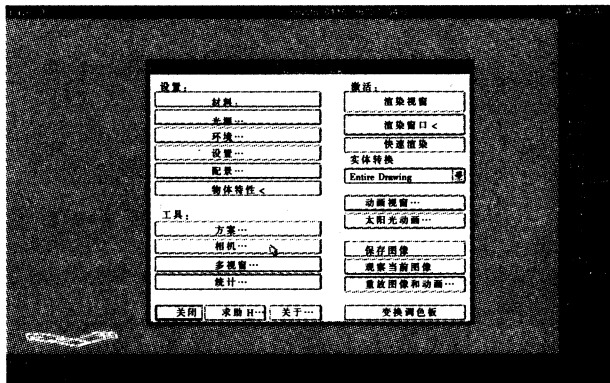 设置：
材料…
光源…
环境…
设置…
配景…
物体特性 <
工具：
方案…
相机…
多视窗…
统计…
关闭
求助 H…
关于…
激活：
渲染视窗
渲染窗口 <
快速渲染
实体转换
Entire Drawing
动画视窗…
太阳光动画…
保存图像
观察当前图像
重放图像和动画…
变换调色板